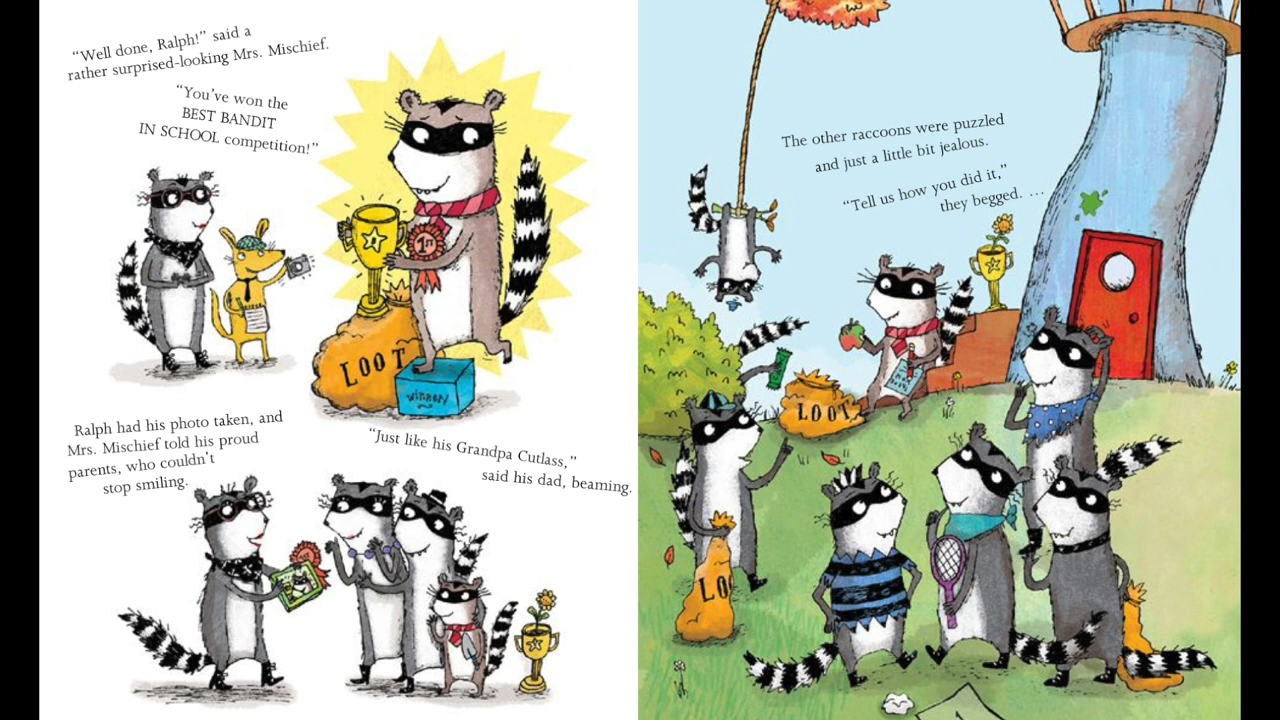 “Well done, Ralph!” said a
rather surprised-looking Mrs. Mischief.
“You’ve won the
BEST BANDIT
IN SCHOOL competition!”
1ST
LOOT
WINNER
Ralph had his photo taken, and
Mrs. Mischief told his proud
parents, who couldn’t
stop smiling.
“Just like his Grandpa Cutlass,”
said his dad, beaming.
The other raccoons were puzzled
and just a little bit jealous.
“Tell us how you did it,”
they begged. …
LOOT
LO